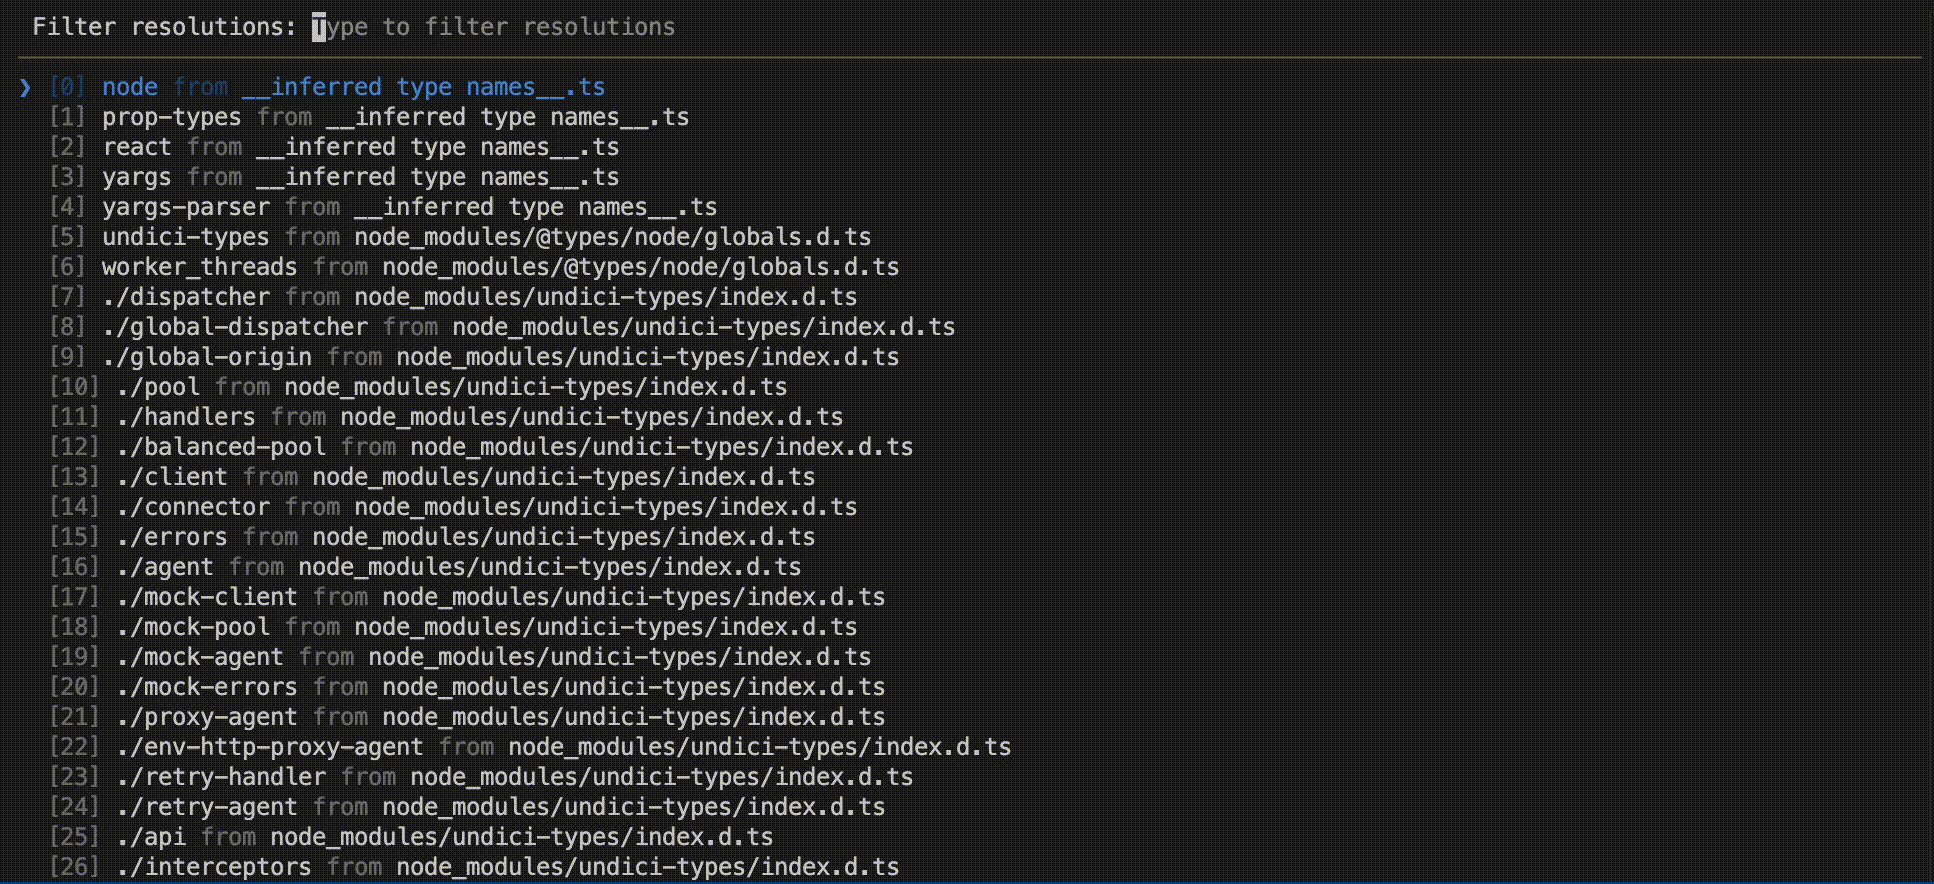 Filter resolutions: Type to filter resolutions
❯ [0] node from __inferred type names__.ts
[1] prop-types from __inferred type names__.ts
[2] react from __inferred type names__.ts
[3] yargs from __inferred type names__.ts
[4] yargs-parser from __inferred type names__.ts
[5] undici-types from node_modules/@types/node/globals.d.ts
[6] worker_threads from node_modules/@types/node/globals.d.ts
[7] ./dispatcher from node_modules/undici-types/index.d.ts
[8] ./global-dispatcher from node_modules/undici-types/index.d.ts
[9] ./global-origin from node_modules/undici-types/index.d.ts
[10] ./pool from node_modules/undici-types/index.d.ts
[11] ./handlers from node_modules/undici-types/index.d.ts
[12] ./balanced-pool from node_modules/undici-types/index.d.ts
[13] ./client from node_modules/undici-types/index.d.ts
[14] ./connector from node_modules/undici-types/index.d.ts
[15] ./errors from node_modules/undici-types/index.d.ts
[16] ./agent from node_modules/undici-types/index.d.ts
[17] ./mock-client from node_modules/undici-types/index.d.ts
[18] ./mock-pool from node_modules/undici-types/index.d.ts
[19] ./mock-agent from node_modules/undici-types/index.d.ts
[20] ./mock-errors from node_modules/undici-types/index.d.ts
[21] ./proxy-agent from node_modules/undici-types/index.d.ts
[22] ./env-http-proxy-agent from node_modules/undici-types/index.d.ts
[23] ./retry-handler from node_modules/undici-types/index.d.ts
[24] ./retry-agent from node_modules/undici-types/index.d.ts
[25] ./api from node_modules/undici-types/index.d.ts
[26] ./interceptors from node_modules/undici-types/index.d.ts